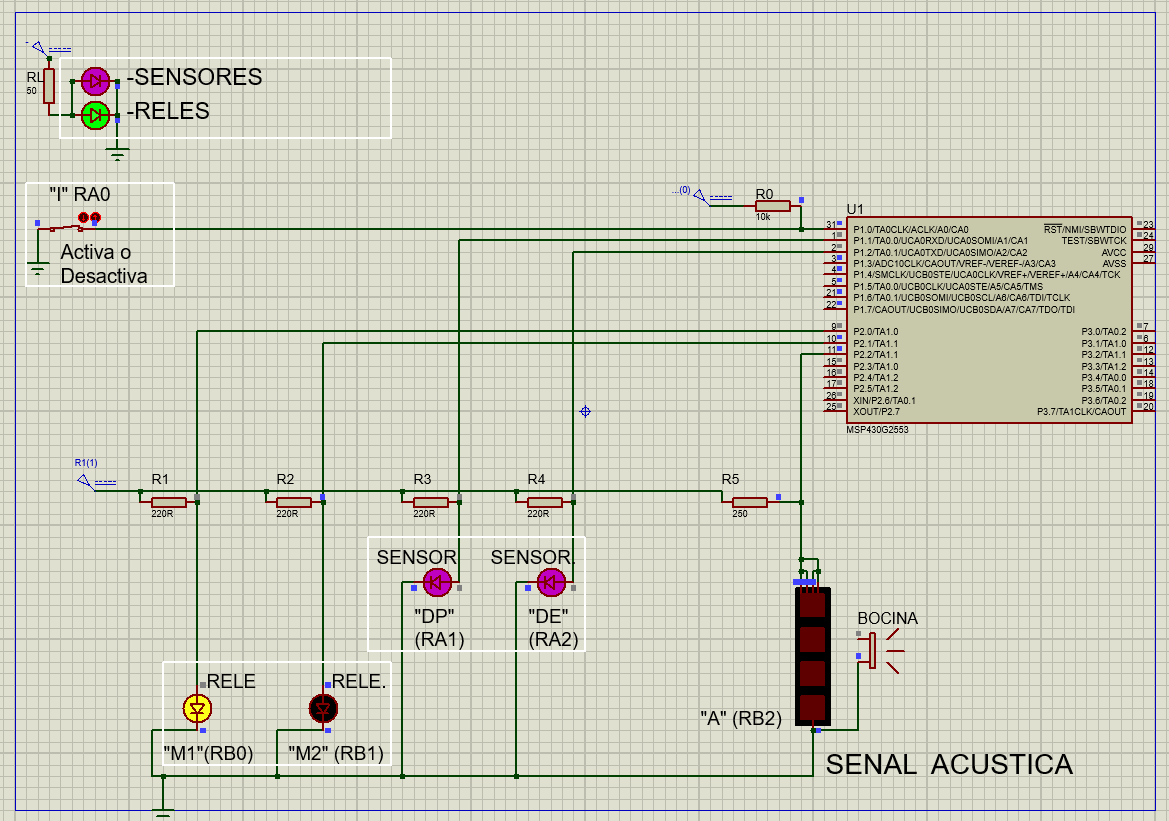 -SENSORES
RL
50
-RELES
"I" RA0
Activa o
Desactiva
...(0)
R0
10k
U1
31 P1.0/TA0CLK/ACLK/A0/CA0 RST/NMI/SBWTDIO 23
1 P1.1/TA0.0/UCA0RXD/UCA0SOMI/A1/CA1 TEST/SBWTCK 24
2 P1.2/TA0.1/UCA0TXD/UCA0SIMO/A2/CA2 AVCC 29
3 P1.3/ADC10CLK/CAOUT/VREF-/VEREF-/A3/CA3 AVSS 27
4 P1.4/SMCLK/UCB0STE/UCA0CLK/VREF+/VEREF+/A4/CA4/TCK
5 P1.5/TA0.0/UCB0CLK/UCA0STE/A5/CA5/TMS
21 P1.6/TA0.1/UCB0SOMI/UCB0SCL/A6/CA6/TDI/TCLK
22 P1.7/CAOUT/UCB0SIMO/UCB0SDA/A7/CA7/TDO/TDI
9 P2.0/TA1.0 P3.0/TA0.2 7
10 P2.1/TA1.1 P3.1/TA1.0 6
11 P2.2/TA1.1 P3.2/TA1.1 12
15 P2.3/TA1.0 P3.3/TA1.2 13
16 P2.4/TA1.2 P3.4/TA0.0 14
17 P2.5/TA1.2 P3.5/TA0.1 18
26 XIN/P2.6/TA0.1 P3.6/TA0.2 19
25 XOUT/P2.7 P3.7/TA1CLK/CAOUT 20
MSP430G2553
R1(1)
R1 R2 R3 R4 R5
220R 220R 220R 220R 250
SENSOR SENSOR.
"DP" "DE"
(RA1) (RA2)
BOCINA
RELE RELE.
"A" (RB2)
"M1"(RB0) "M2" (RB1)
SENAL ACUSTICA